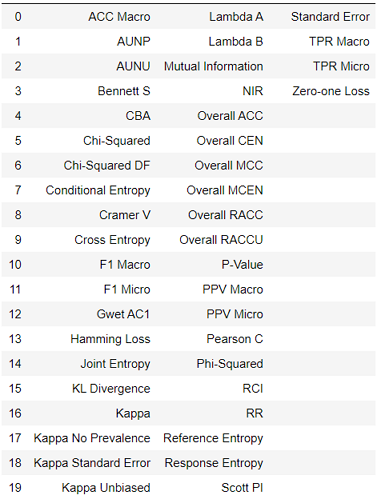 0 ACC Macro Lambda A Standard Error
1 AUNP Lambda B TPR Macro
2 AUNU Mutual Information TPR Micro
3 Bennett S NIR Zero-one Loss
4 CBA Overall ACC
5 Chi-Squared Overall CEN
6 Chi-Squared DF Overall MCC
7 Conditional Entropy Overall MCEN
8 Cramer V Overall RACC
9 Cross Entropy Overall RACCU
10 F1 Macro P-Value
11 F1 Micro PPV Macro
12 Gwet AC1 PPV Micro
13 Hamming Loss Pearson C
14 Joint Entropy Phi-Squared
15 KL Divergence RCI
16 Kappa RR
17 Kappa No Prevalence Reference Entropy
18 Kappa Standard Error Response Entropy
19 Kappa Unbiased Scott PI